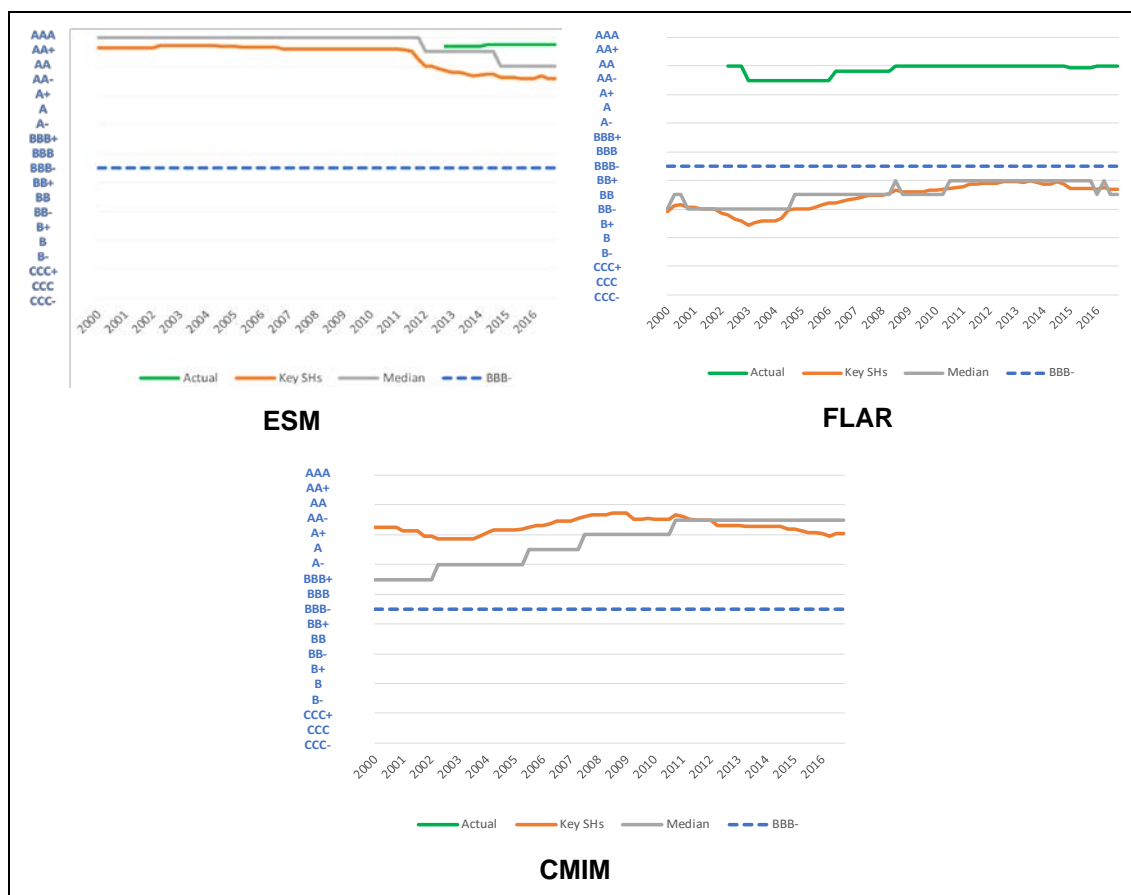 AAA
AA+
AA
AA-
A+
A
A-
BBB+
BBB
BBB-
BB+
BB
BB-
B+
B
B-
CCC+
CCC
CCC-
2000 2001 2002 2003 2004 2005 2006 2007 2008 2009 2010 2011 2012 2013 2014 2015 2016
Actual Key SHs Median BBB-
ESM
AAA
AA+
AA
AA-
A+
A
A-
BBB+
BBB
BBB-
BB+
BB
BB-
B+
B
B-
CCC+
CCC
CCC-
2000 2001 2002 2003 2004 2005 2006 2007 2008 2009 2010 2011 2012 2013 2014 2015 2016
Actual Key SHs Median BBB-
FLAR
AAA
AA+
AA
AA-
A+
A
A-
BBB+
BBB
BBB-
BB+
BB
BB-
B+
B
B-
CCC+
CCC
CCC-
2000 2001 2002 2003 2004 2005 2006 2007 2008 2009 2010 2011 2012 2013 2014 2015 2016
Actual Key SHs Median BBB-
CMIM